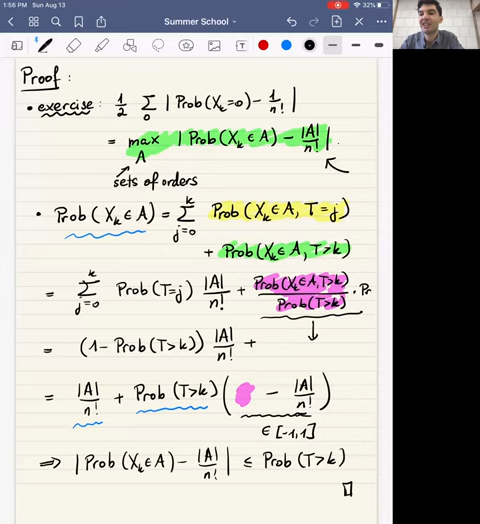 1:56 PM Sun Aug 13
32%
Summer School
Proof:
• exercise: 1/2 Σ_o |Prob(X_k=o) - 1/n!|
= max_A |Prob(X_k ∈ A) - |A|/n!|.
sets of orders
• Prob(X_k ∈ A) = Σ_{j=0}^{k} Prob(X_k ∈ A, T=j)
+ Prob(X_k ∈ A, T>k)
= Σ_{j=0}^{k} Prob(T=j) |A|/n! + Prob(X_k ∈ A, T>k)/Prob(T>k) · Pr
= (1 - Prob(T>k)) |A|/n! +
= |A|/n! + Prob(T>k) ( - |A|/n!)
∈ [-1,1]
⇒ |Prob(X_k ∈ A) - |A|/n!| ≤ Prob(T>k)
□